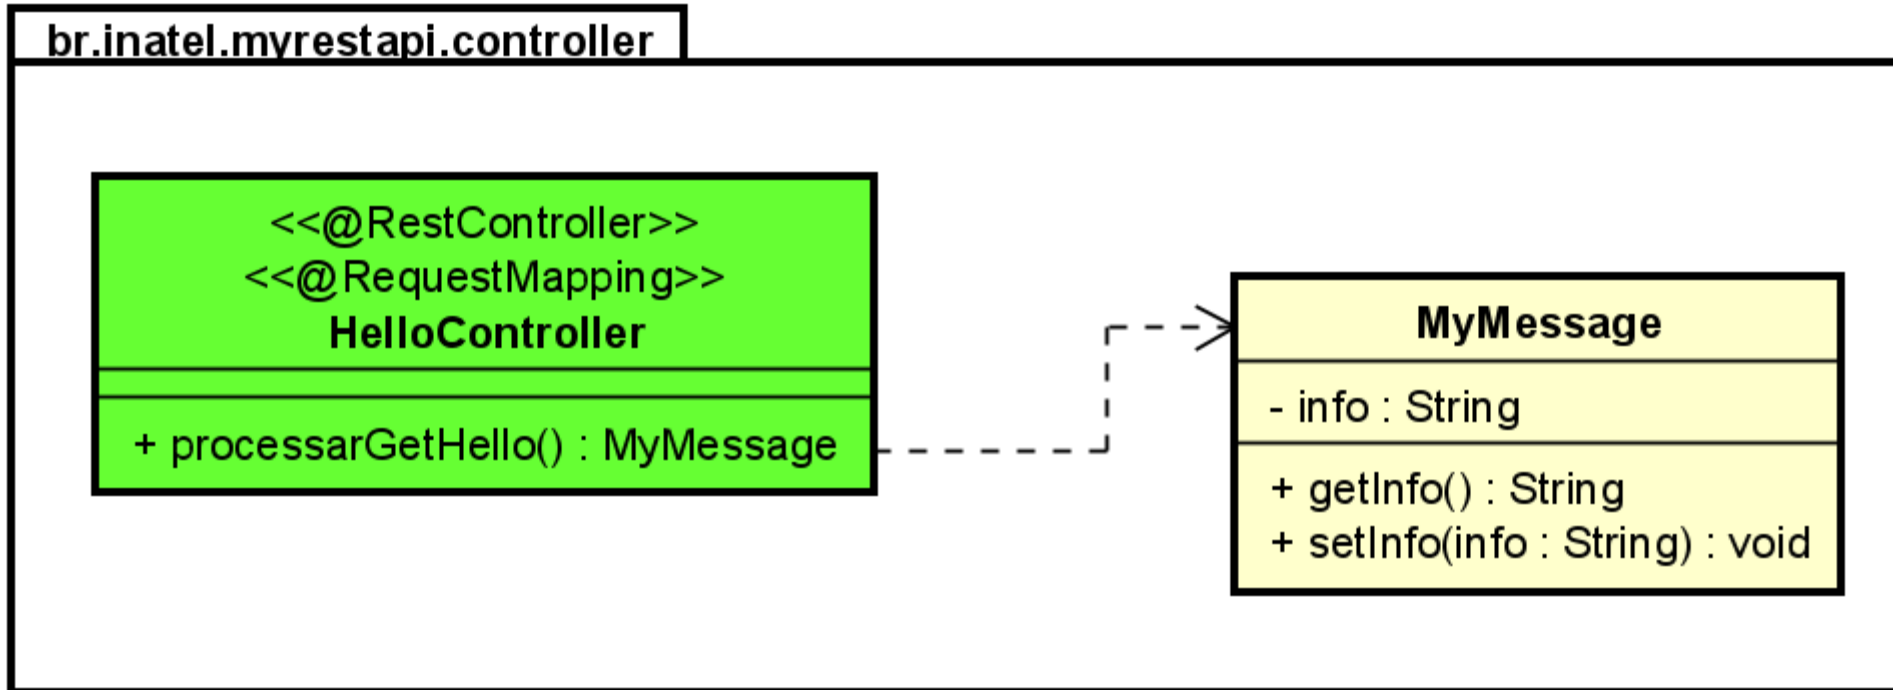 br.inatel.myrestapi.controller
<<@RestController>>
<<@RequestMapping>>
HelloController
+ processarGetHello() : MyMessage
MyMessage
- info : String
+ getInfo() : String
+ setInfo(info : String) : void